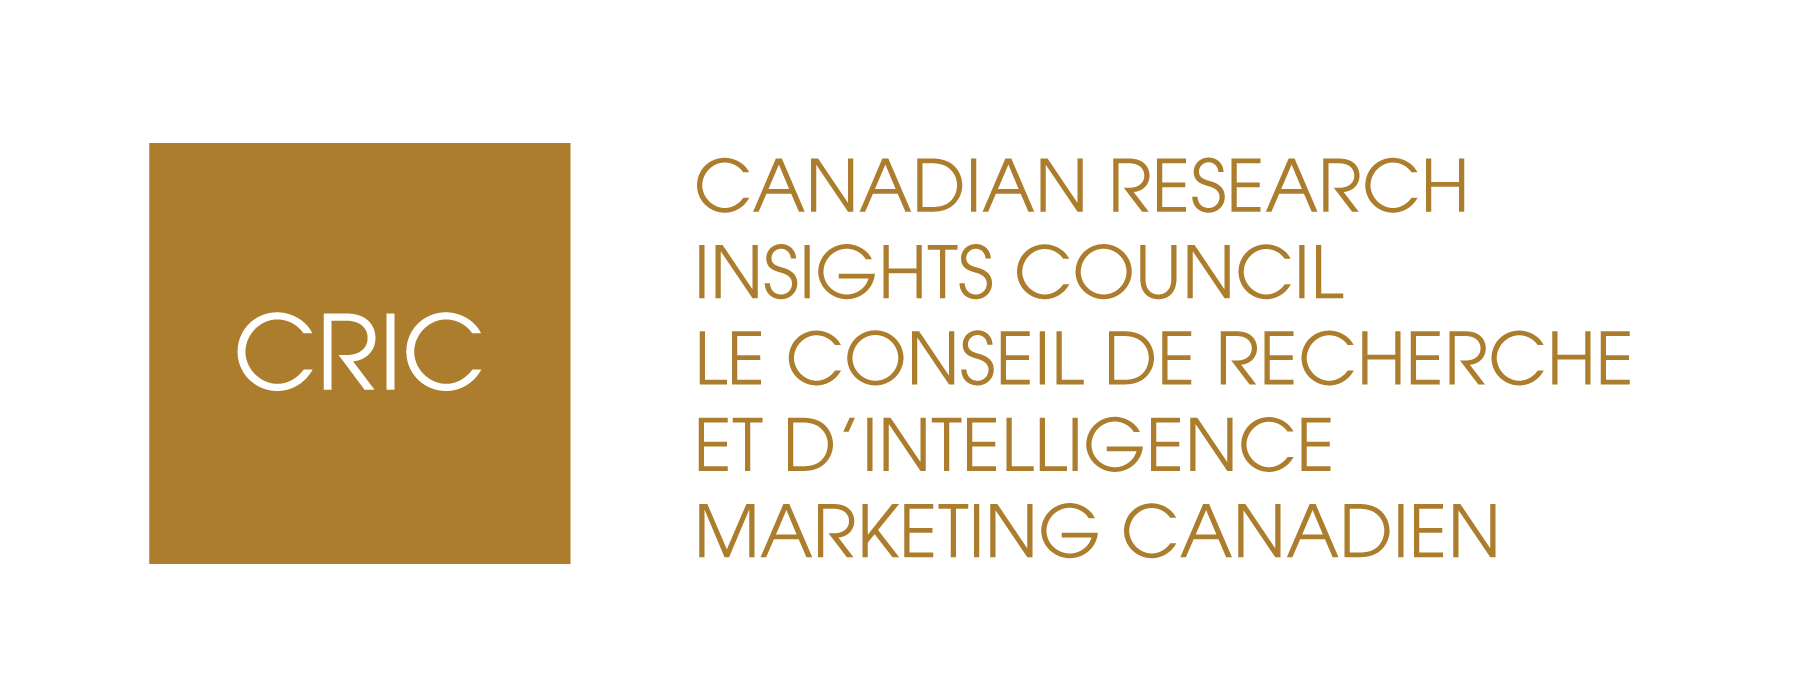 CRIC
CANADIAN RESEARCH
INSIGHTS COUNCIL
LE CONSEIL DE RECHERCHE
ET D’INTELLIGENCE
MARKETING CANADIEN